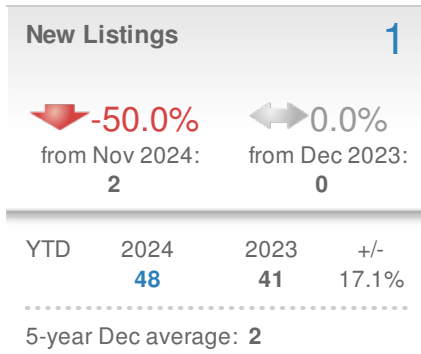 New Listings 1
-50.0% 0.0%
from Nov 2024: from Dec 2023:
2 0
YTD 2024 2023 +/-
48 41 17.1%
5-year Dec average: 2